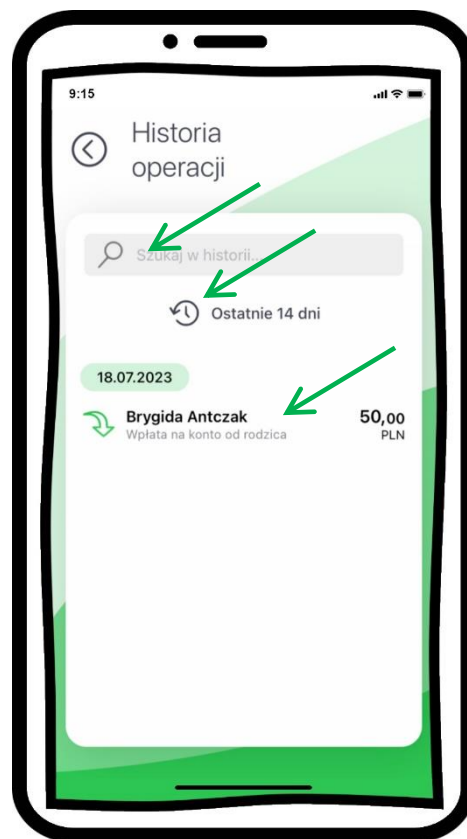 9:15
Historia
operacji
Szukaj w historii...
Ostatnie 14 dni
18.07.2023
Brygida Antczak 50,00
Wpłata na konto od rodzica PLN